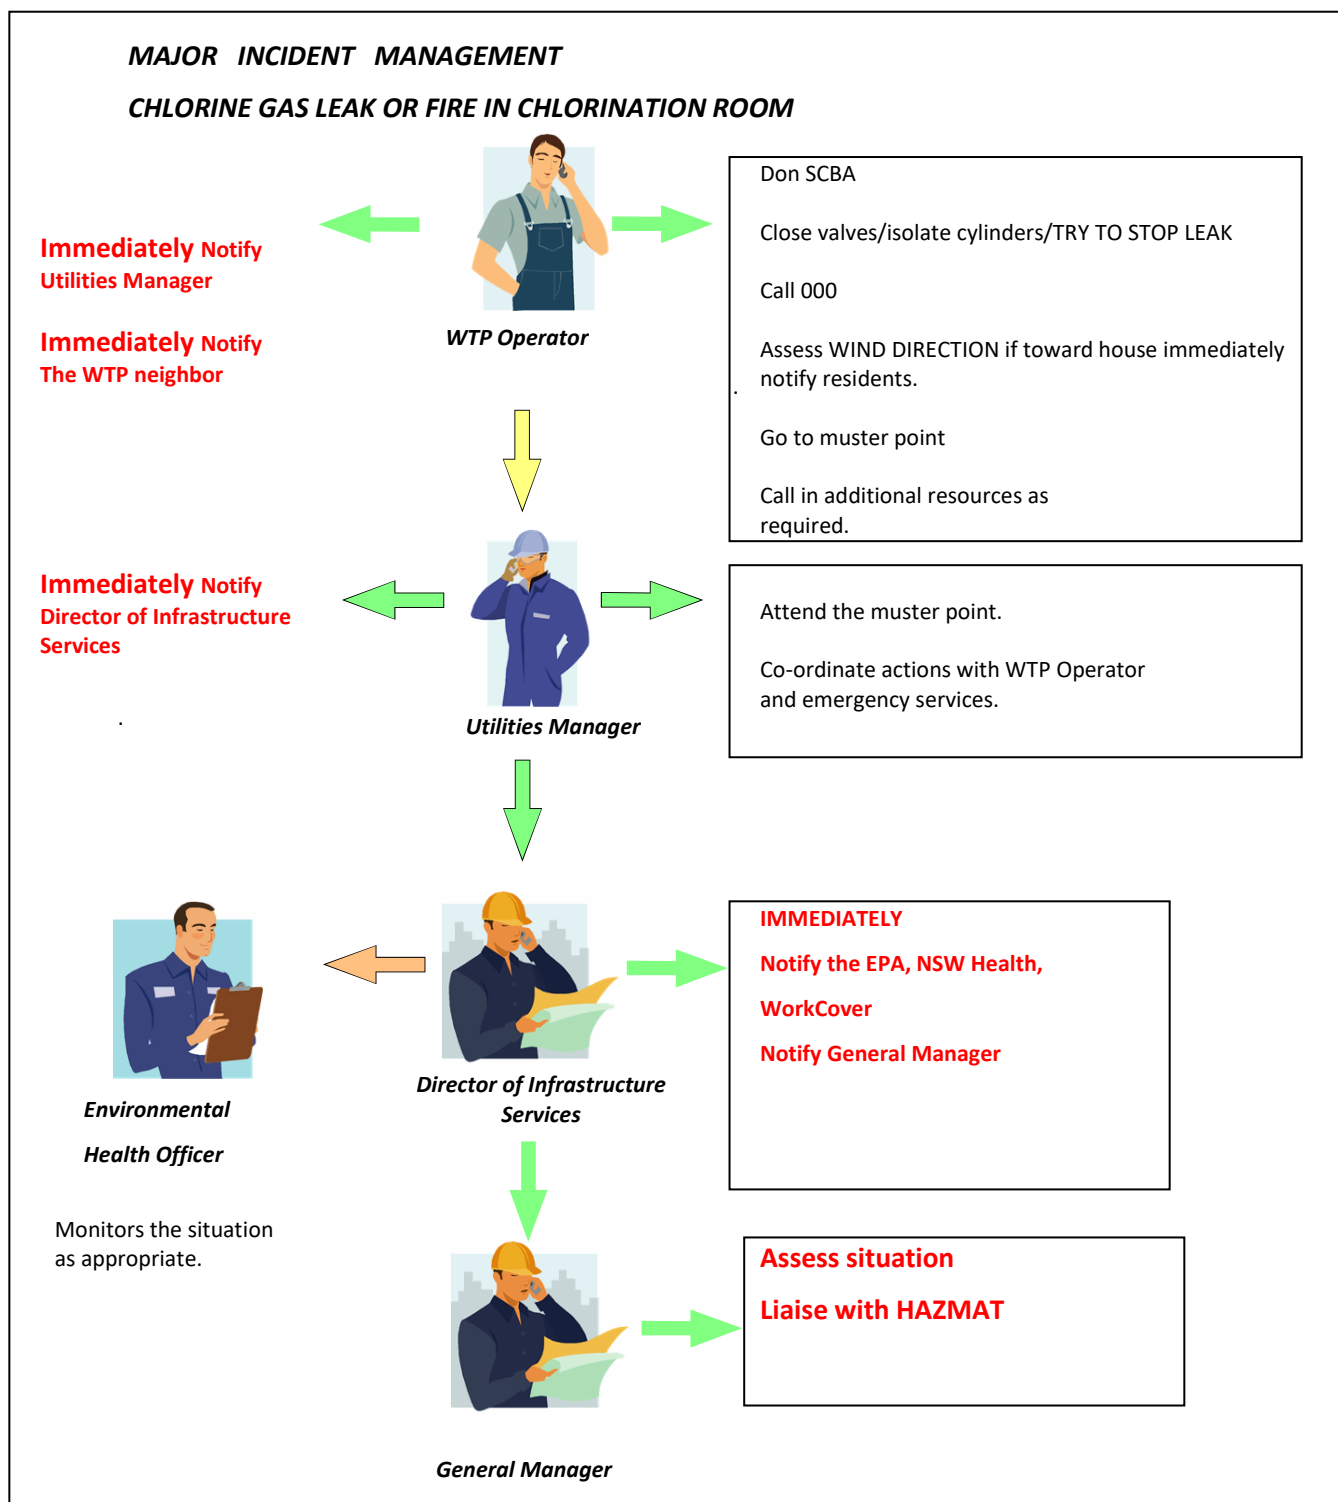 MAJOR INCIDENT MANAGEMENT
CHLORINE GAS LEAK OR FIRE IN CHLORINATION ROOM
Immediately Notify
Utilities Manager
Immediately Notify
The WTP neighbor
WTP Operator
Don SCBA
Close valves/isolate cylinders/TRY TO STOP LEAK
Call 000
Assess WIND DIRECTION if toward house immediately
notify residents.
.
Go to muster point
Call in additional resources as
required.
Immediately Notify
Director of Infrastructure
Services
.
Utilities Manager
Attend the muster point.
Co-ordinate actions with WTP Operator
and emergency services.
Environmental
Health Officer
Monitors the situation
as appropriate.
Director of Infrastructure
Services
IMMEDIATELY
Notify the EPA, NSW Health,
WorkCover
Notify General Manager
General Manager
Assess situation
Liaise with HAZMAT